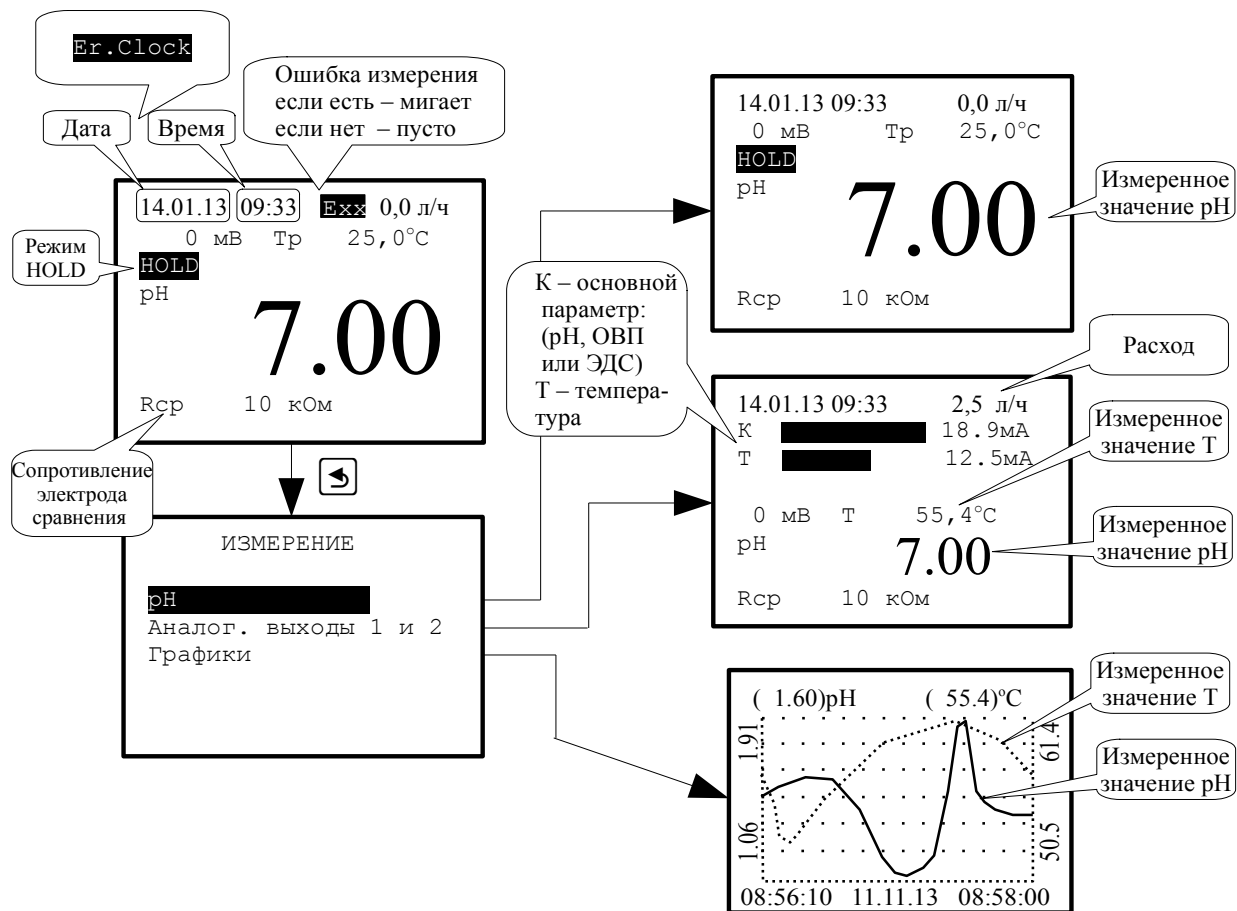 Er.Clock
Дата
Время
Ошибка измерения
если есть – мигает
если нет – пусто
14.01.13 09:33 Exx 0,0 л/ч
0 мВ Тр 25,0°C
Режим
HOLD
HOLD
pH
7.00
Rср 10 кОм
Сопротивление
электрода
сравнения
ИЗМЕРЕНИЕ
pH
Аналог. выходы 1 и 2
Графики
14.01.13 09:33 0,0 л/ч
0 мВ Тр 25,0°C
HOLD
pH
7.00
Rср 10 кОм
Измеренное
значение pH
К – основной
параметр:
(pH, ОВП
или ЭДС)
Т – темпера-
тура
Расход
14.01.13 09:33 2,5 л/ч
К 18.9мА
Т 12.5мА
0 мВ Т 55,4°C
pH
7.00
Rср 10 кОм
Измеренное
значение Т
Измеренное
значение pH
( 1.60)pH ( 55.4)°C
1.91
61.4
1.06
50.5
08:56:10 11.11.13 08:58:00
Измеренное
значение Т
Измеренное
значение pH